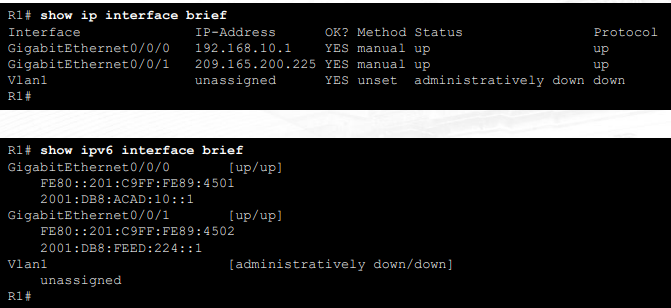 R1# show ip interface brief
Interface IP-Address OK? Method Status Protocol
GigabitEthernet0/0/0 192.168.10.1 YES manual up up
GigabitEthernet0/0/1 209.165.200.225 YES manual up up
Vlan1 unassigned YES unset administratively down down
R1#
R1# show ipv6 interface brief
GigabitEthernet0/0/0 [up/up]
FE80::201:C9FF:FE89:4501
2001:DB8:ACAD:10::1
GigabitEthernet0/0/1 [up/up]
FE80::201:C9FF:FE89:4502
2001:DB8:FEED:224::1
Vlan1 [administratively down/down]
unassigned
R1#